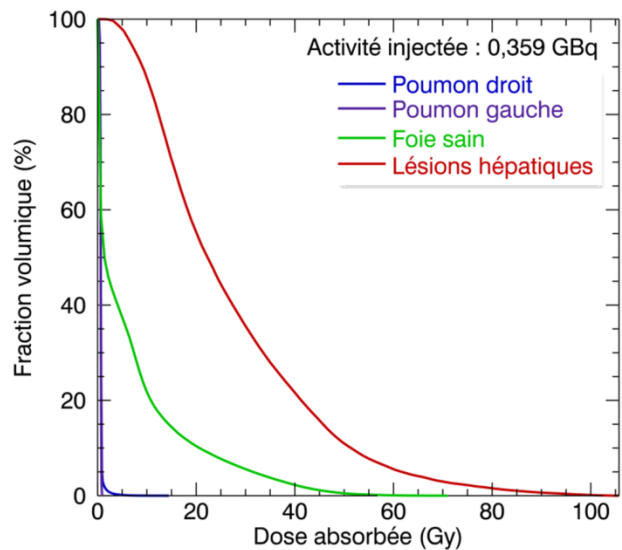 Activité injectée : 0,359 GBq
Poumon droit
Poumon gauche
Foie sain
Lésions hépatiques
Fraction volumique (%)
100
80
60
40
20
0
0 20 40 60 80 100
Dose absorbée (Gy)